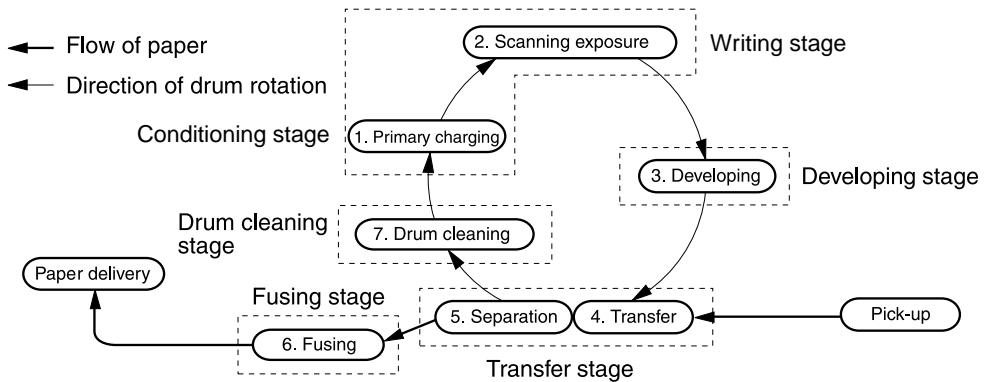 Flow of paper
Direction of drum rotation
2. Scanning exposure
Writing stage
Conditioning stage
1. Primary charging
3. Developing
Developing stage
Drum cleaning
stage
7. Drum cleaning
Paper delivery
Fusing stage
5. Separation
4. Transfer
Pick-up
6. Fusing
Transfer stage